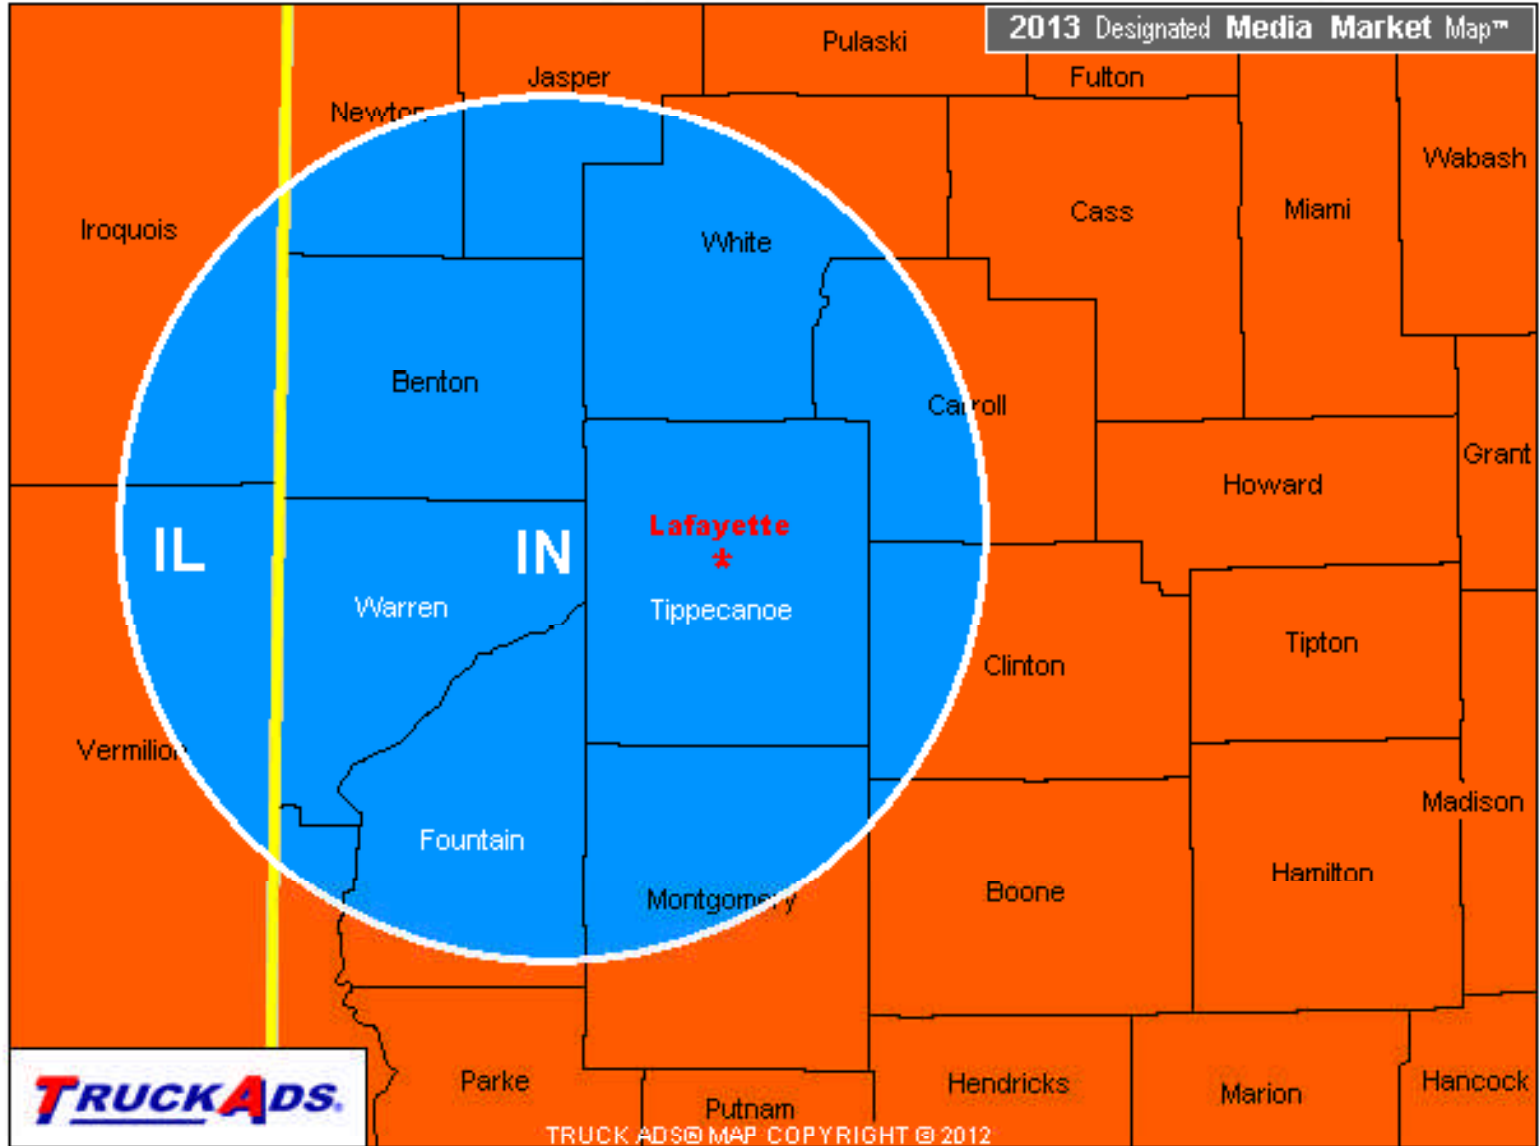 2013 Designated Media Market Map™
Pulaski
Jasper
Fulton
Newton
Wabash
Iroquois
White
Cass
Miami
Benton
Carroll
Grant
Howard
Lafayette
*
IL
IN
Warren
Tippecanoe
Clinton
Tipton
Vermilion
Madison
Fountain
Hamilton
Montgomery
Boone
Parke
Hendricks
Marion
Hancock
Putnam
TRUCKADS.
TRUCK ADS® MAP COPYRIGHT © 2012